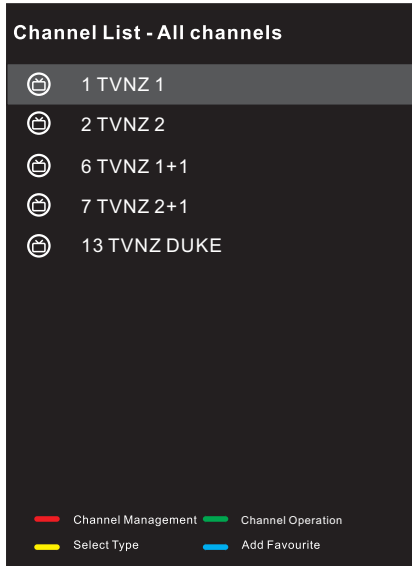 Channel List - All channels
1 TVNZ 1
2 TVNZ 2
6 TVNZ 1+1
7 TVNZ 2+1
13 TVNZ DUKE
Channel Management Channel Operation
Select Type Add Favourite